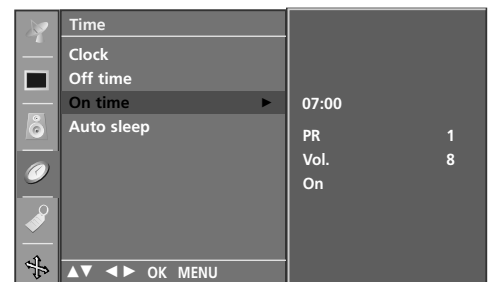 Time
Clock
Off time
On time ►
Auto sleep
07:00
PR 1
Vol. 8
On
▲▼ ◄► OK MENU